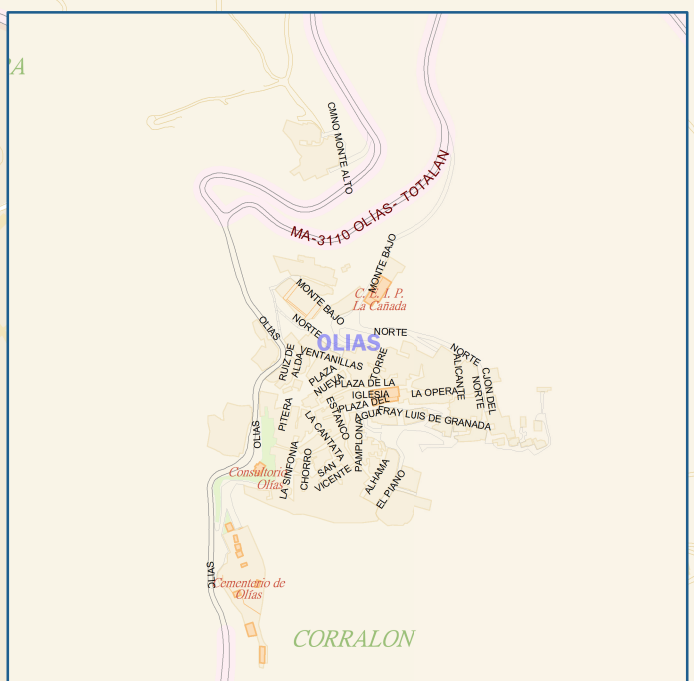 RA
CMNO MONTE ALTO
MA-3110 OLÍAS- TOTALAN
MONTE BAJO
MONTE BAJO
C. E. I. P.
La Cañada
OLIAS
NORTE
NORTE
OLIAS
NORTE
RUIZ DE
ALDA
VENTANILLAS
TORRE
ALICANTE
CJON DEL
NORTE
PLAZA
NUEVA
PLAZA DE LA
IGLESIA
LA OPERA
PITERA
ESTANCO
PLAZA DEL
AGUA
FRAY LUIS DE GRANADA
OLIAS
LA CANTATA
PAMPLONA
LA SINFONIA
CHORRO
SAN
VICENTE
ALHAMA
EL PIANO
Consultorio
Olías
OLIAS
Cementerio de
Olías
CORRALON